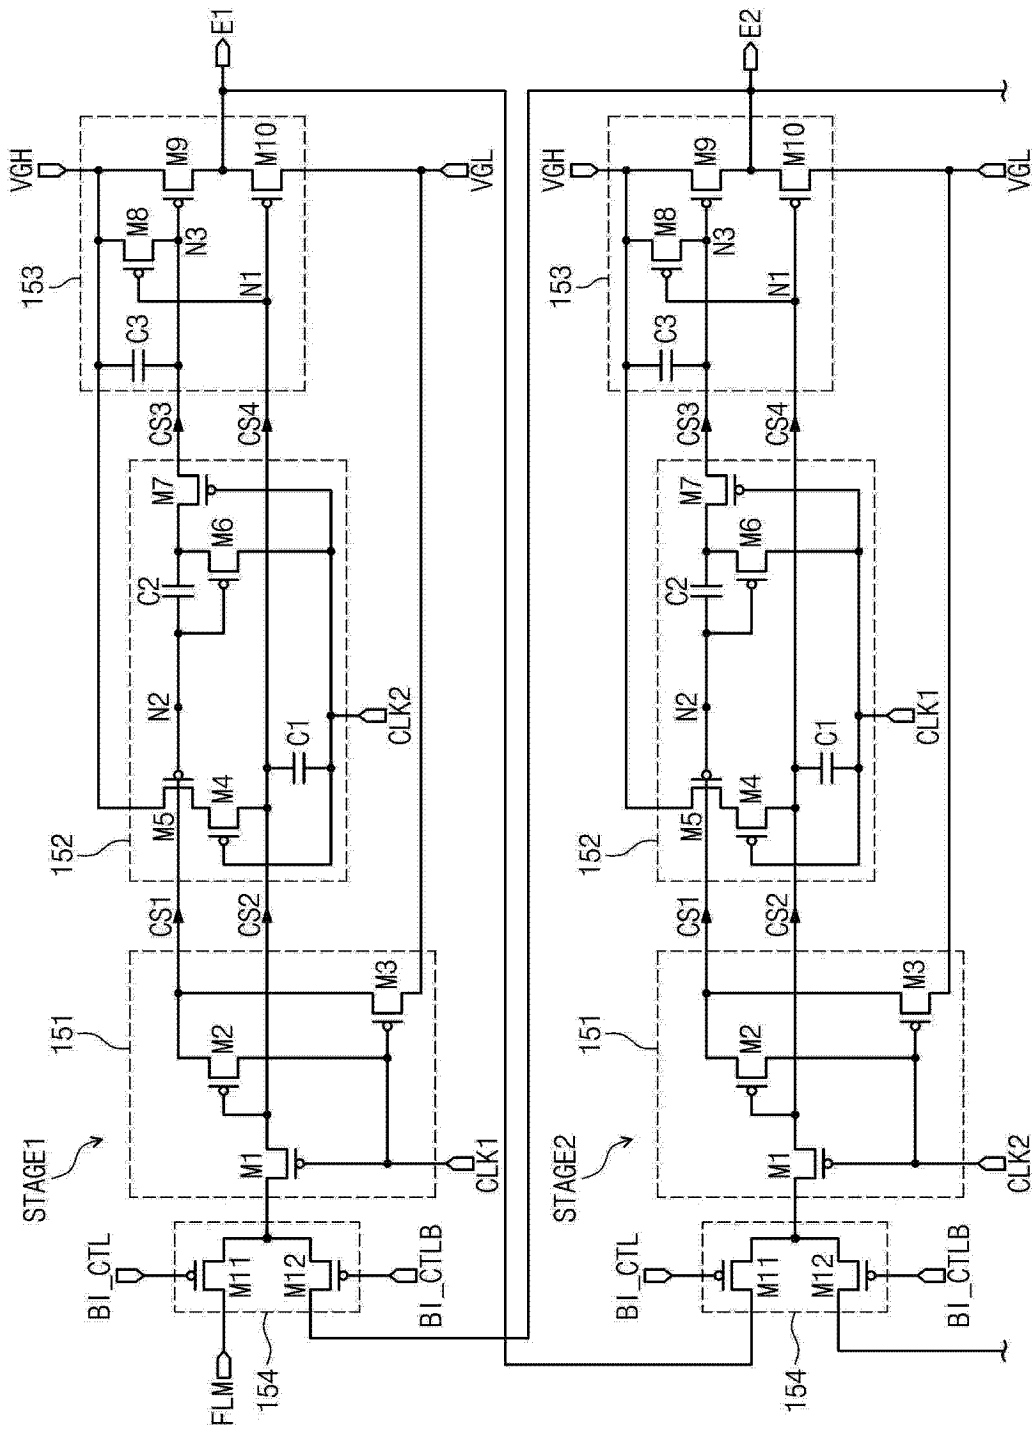 STAGE1
FLM
BI_CTL
154
M11
M12
BI_CTLB
151
M1
M2
M3
CLK1
CS1
CS2
152
M5
M4
N2
C1
C2
M6
M7
CLK2
CS3
CS4
153
C3
M8
N3
N1
M9
M10
VGH
VGL
E1
STAGE2
BI_CTL
154
M11
M12
BI_CTLB
151
M1
M2
M3
CLK2
CS1
CS2
152
M5
M4
N2
C1
C2
M6
M7
CLK1
CS3
CS4
153
C3
M8
N3
N1
M9
M10
VGH
VGL
E2